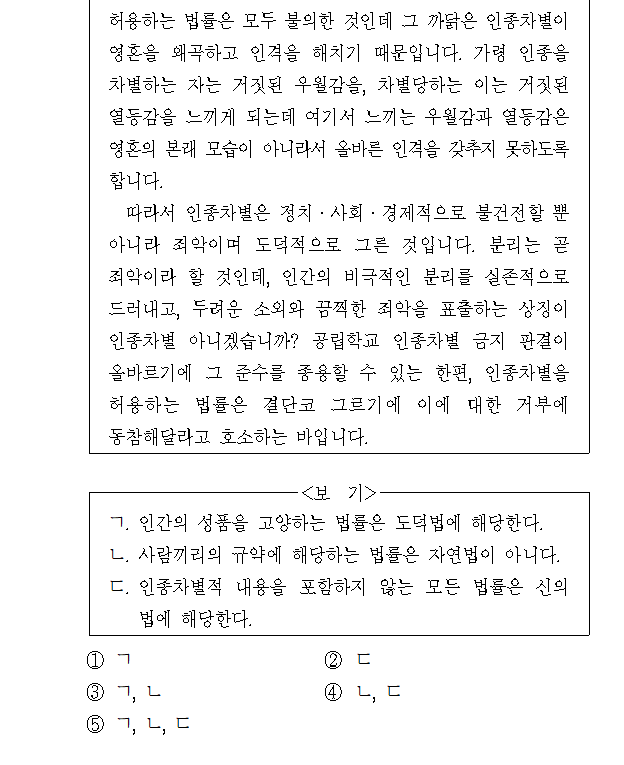 허용하는 법률은 모두 불의한 것인데 그 까닭은 인종차별이
영혼을 왜곡하고 인격을 해치기 때문입니다. 가령 인종을
차별하는 자는 거짓된 우월감을, 차별당하는 이는 거짓된
열등감을 느끼게 되는데 여기서 느끼는 우월감과 열등감은
영혼의 본래 모습이 아니라서 올바른 인격을 갖추지 못하도록
합니다.
따라서 인종차별은 정치ㆍ사회ㆍ경제적으로 불건전할 뿐
아니라 죄악이며 도덕적으로 그른 것입니다. 분리는 곧
죄악이라 할 것인데, 인간의 비극적인 분리를 실존적으로
드러내고, 두려운 소외와 끔찍한 죄악을 표출하는 상징이
인종차별 아니겠습니까? 공립학교 인종차별 금지 판결이
올바르기에 그 준수를 종용할 수 있는 한편, 인종차별을
허용하는 법률은 결단코 그르기에 이에 대한 거부에
동참해달라고 호소하는 바입니다.
<보 기>
ㄱ. 인간의 성품을 고양하는 법률은 도덕법에 해당한다.
ㄴ. 사람끼리의 규약에 해당하는 법률은 자연법이 아니다.
ㄷ. 인종차별적 내용을 포함하지 않는 모든 법률은 신의
법에 해당한다.
① ㄱ ② ㄷ
③ ㄱ, ㄴ ④ ㄴ, ㄷ
⑤ ㄱ, ㄴ, ㄷ